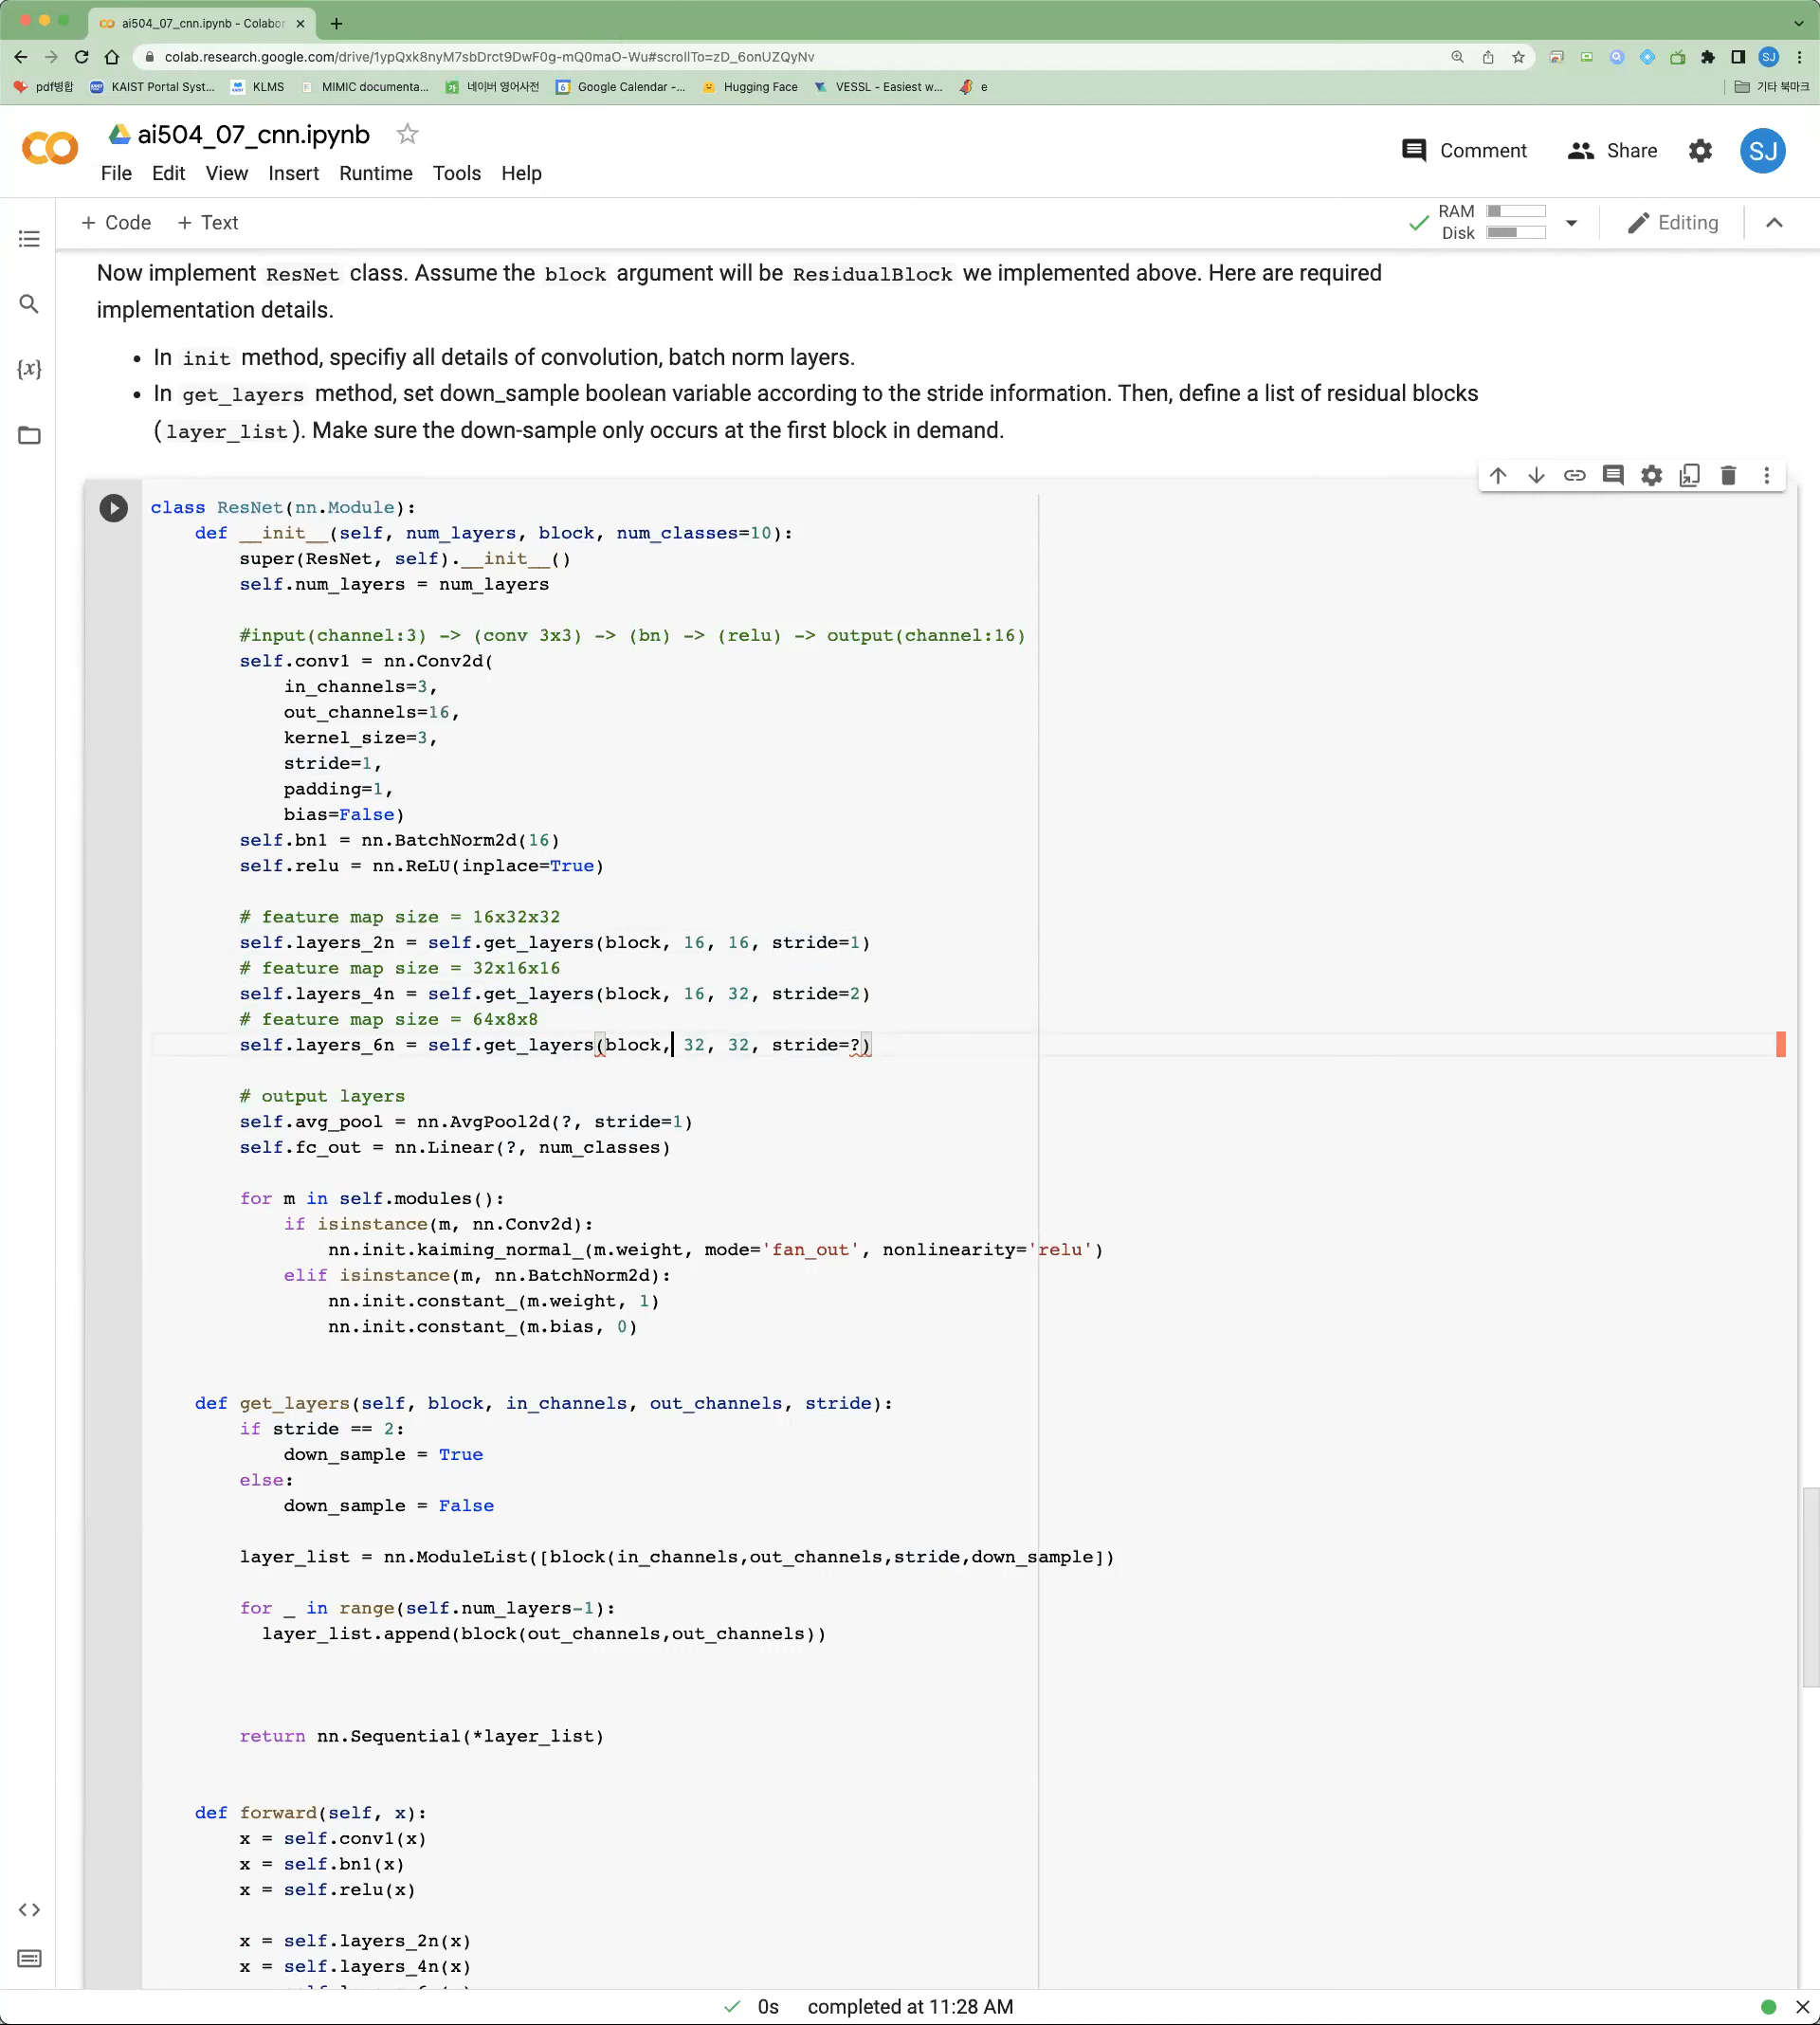 ai504_07_cnn.ipynb - Colabor
colab.research.google.com/drive/1ypQxk8nyM7sbDrct9DwF0g-mQ0maO-Wu#scrollTo=zD_6onUZQyNv
SJ
pdf병합 KAIST Portal Syst... KLMS MIMIC documenta... 네이버 영어사전 Google Calendar -... Hugging Face VESSL - Easiest w... e 기타 북마크
ai504_07_cnn.ipynb
Comment Share SJ
File Edit View Insert Runtime Tools Help
+ Code + Text
RAM
Disk
Editing
Now implement ResNet class. Assume the block argument will be ResidualBlock we implemented above. Here are required
implementation details.
• In init method, specifiy all details of convolution, batch norm layers.
• In get_layers method, set down_sample boolean variable according to the stride information. Then, define a list of residual blocks
(layer_list). Make sure the down-sample only occurs at the first block in demand.
class ResNet(nn.Module):
def __init__(self, num_layers, block, num_classes=10):
super(ResNet, self).__init__()
self.num_layers = num_layers
#input(channel:3) -> (conv 3x3) -> (bn) -> (relu) -> output(channel:16)
self.conv1 = nn.Conv2d(
in_channels=3,
out_channels=16,
kernel_size=3,
stride=1,
padding=1,
bias=False)
self.bn1 = nn.BatchNorm2d(16)
self.relu = nn.ReLU(inplace=True)
# feature map size = 16x32x32
self.layers_2n = self.get_layers(block, 16, 16, stride=1)
# feature map size = 32x16x16
self.layers_4n = self.get_layers(block, 16, 32, stride=2)
# feature map size = 64x8x8
self.layers_6n = self.get_layers(block, 32, 32, stride=?)
# output layers
self.avg_pool = nn.AvgPool2d(?, stride=1)
self.fc_out = nn.Linear(?, num_classes)
for m in self.modules():
if isinstance(m, nn.Conv2d):
nn.init.kaiming_normal_(m.weight, mode='fan_out', nonlinearity='relu')
elif isinstance(m, nn.BatchNorm2d):
nn.init.constant_(m.weight, 1)
nn.init.constant_(m.bias, 0)
def get_layers(self, block, in_channels, out_channels, stride):
if stride == 2:
down_sample = True
else:
down_sample = False
layer_list = nn.ModuleList([block(in_channels,out_channels,stride,down_sample])
for _ in range(self.num_layers-1):
layer_list.append(block(out_channels,out_channels))
return nn.Sequential(*layer_list)
def forward(self, x):
x = self.conv1(x)
x = self.bn1(x)
x = self.relu(x)
x = self.layers_2n(x)
x = self.layers_4n(x)
0s completed at 11:28 AM